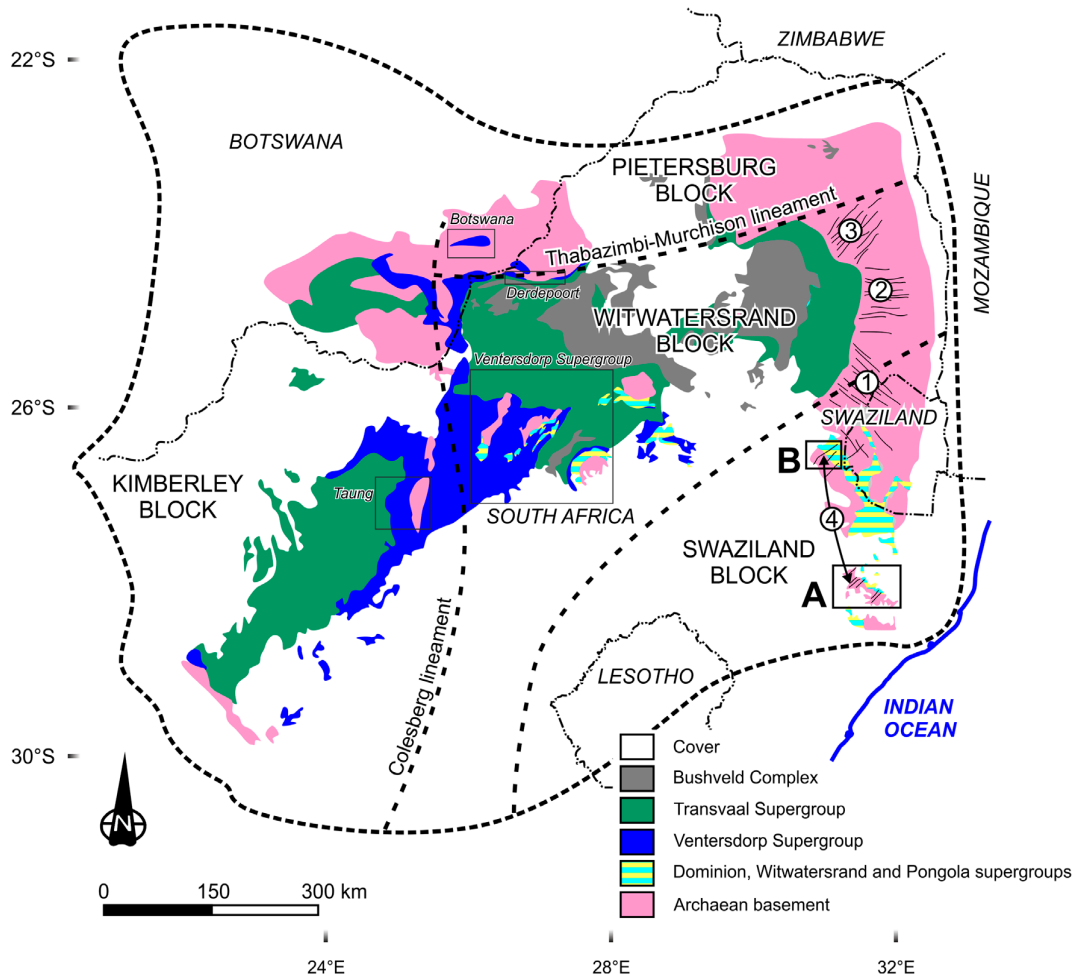 ZIMBABWE
22°S
BOTSWANA
PIETERSBURG
BLOCK
MOZAMBIQUE
Thabazimbi-Murchison lineament
Botswana
3
2
Derdepoort
WITWATERSRAND
BLOCK
Ventersdorp Supergroup
1
26°S
SWAZILAND
B
KIMBERLEY
BLOCK
Taung
SOUTH AFRICA
4
SWAZILAND
BLOCK
A
Colesberg lineament
LESOTHO
INDIAN
OCEAN
30°S
Cover
Bushveld Complex
Transvaal Supergroup
Ventersdorp Supergroup
Dominion, Witwatersrand and Pongola supergroups
Archaean basement
N
0 150 300 km
24°E 28°E 32°E